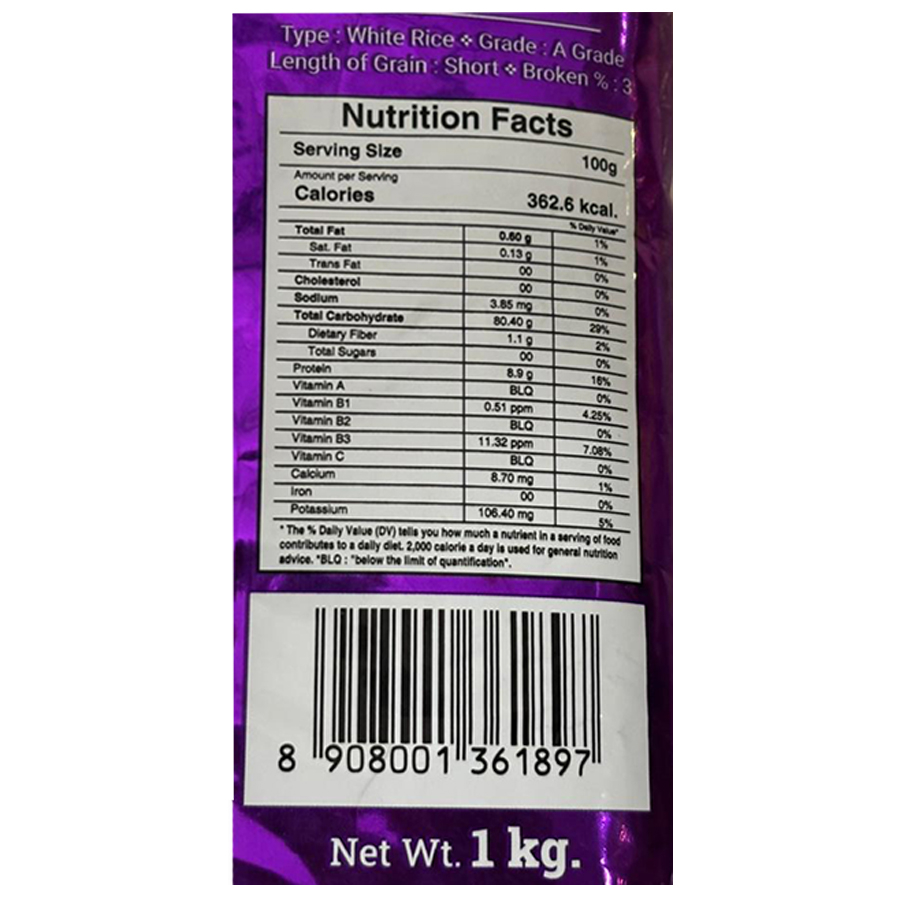 Type : White Rice ❖ Grade : A Grade
Length of Grain : Short ❖ Broken % : 3
Nutrition Facts
Serving Size 100g
Amount per Serving
Calories 362.6 kcal.
% Daily Value*
Total Fat 0.60 g 1%
Sat. Fat 0.13 g 1%
Trans Fat 00 0%
Cholesterol 00 0%
Sodium 3.85 mg 0%
Total Carbohydrate 80.40 g 29%
Dietary Fiber 1.1 g 2%
Total Sugars 00 0%
Protein 8.9 g 16%
Vitamin A BLQ 0%
Vitamin B1 0.51 ppm 4.25%
Vitamin B2 BLQ 0%
Vitamin B3 11.32 ppm 7.08%
Vitamin C BLQ 0%
Calcium 8.70 mg 1%
Iron 00 0%
Potassium 106.40 mg 5%
* The % Daily Value (DV) tells you how much a nutrient in a serving of food
contributes to a daily diet. 2,000 calorie a day is used for general nutrition
advice. *BLQ : "below the limit of quantification".
8 908001 361897
Net Wt. 1 kg.